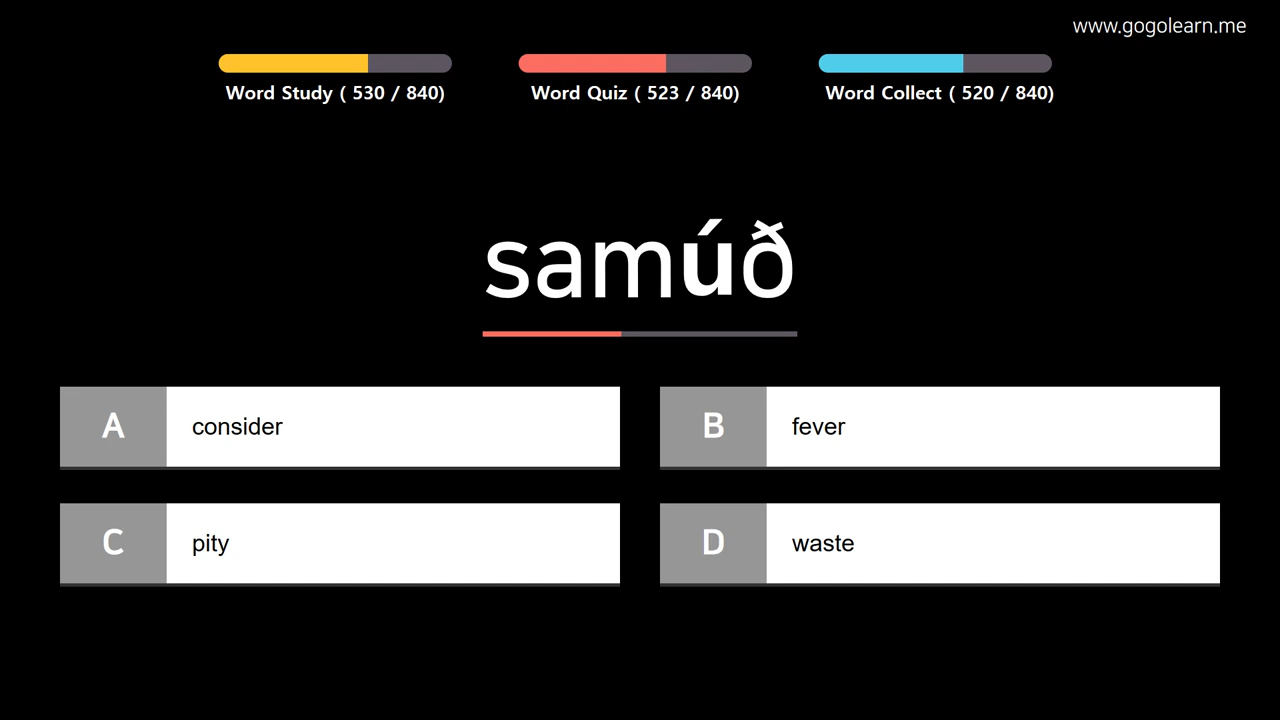 www.gogolearn.me
Word Study ( 530 / 840)
Word Quiz ( 523 / 840)
Word Collect ( 520 / 840)
samúð
A consider
B fever
C pity
D waste